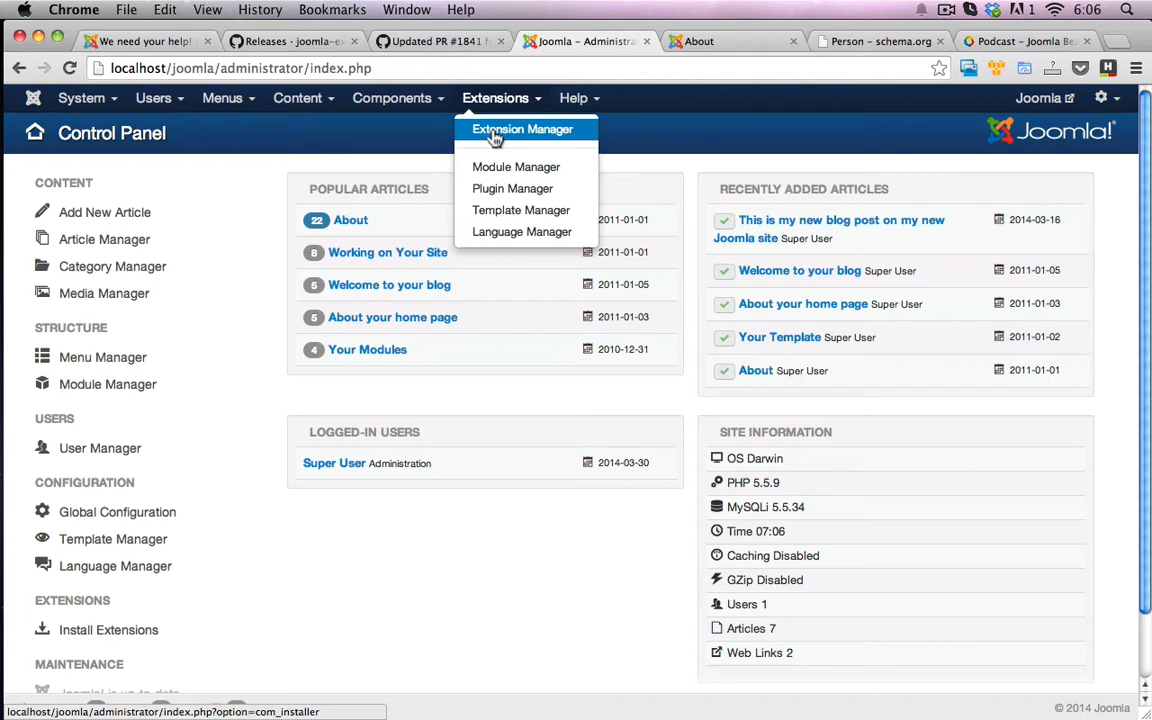 Chrome File Edit View History Bookmarks Window Help 1 6:06
We need your help! Releases · joomla-ex Updated PR #1841 f Joomla - Administra About Person - schema.org Podcast - Joomla Be
localhost/joomla/administrator/index.php
System Users Menus Content Components Extensions Help Joomla
Control Panel
Joomla!
Extension Manager
Module Manager
Plugin Manager
Template Manager
Language Manager
CONTENT
Add New Article
Article Manager
Category Manager
Media Manager
STRUCTURE
Menu Manager
Module Manager
USERS
User Manager
CONFIGURATION
Global Configuration
Template Manager
Language Manager
EXTENSIONS
Install Extensions
MAINTENANCE
Joomla! is up-to-date
POPULAR ARTICLES
22 About 2011-01-01
8 Working on Your Site 2011-01-01
5 Welcome to your blog 2011-01-05
5 About your home page 2011-01-03
4 Your Modules 2010-12-31
LOGGED-IN USERS
Super User Administration 2014-03-30
RECENTLY ADDED ARTICLES
This is my new blog post on my new 2014-03-16
Joomla site Super User
Welcome to your blog Super User 2011-01-05
About your home page Super User 2011-01-03
Your Template Super User 2011-01-02
About Super User 2011-01-01
SITE INFORMATION
OS Darwin
PHP 5.5.9
MySQLi 5.5.34
Time 07:06
Caching Disabled
GZip Disabled
Users 1
Articles 7
Web Links 2
localhost/joomla/administrator/index.php?option=com_installer
© 2014 Joomla